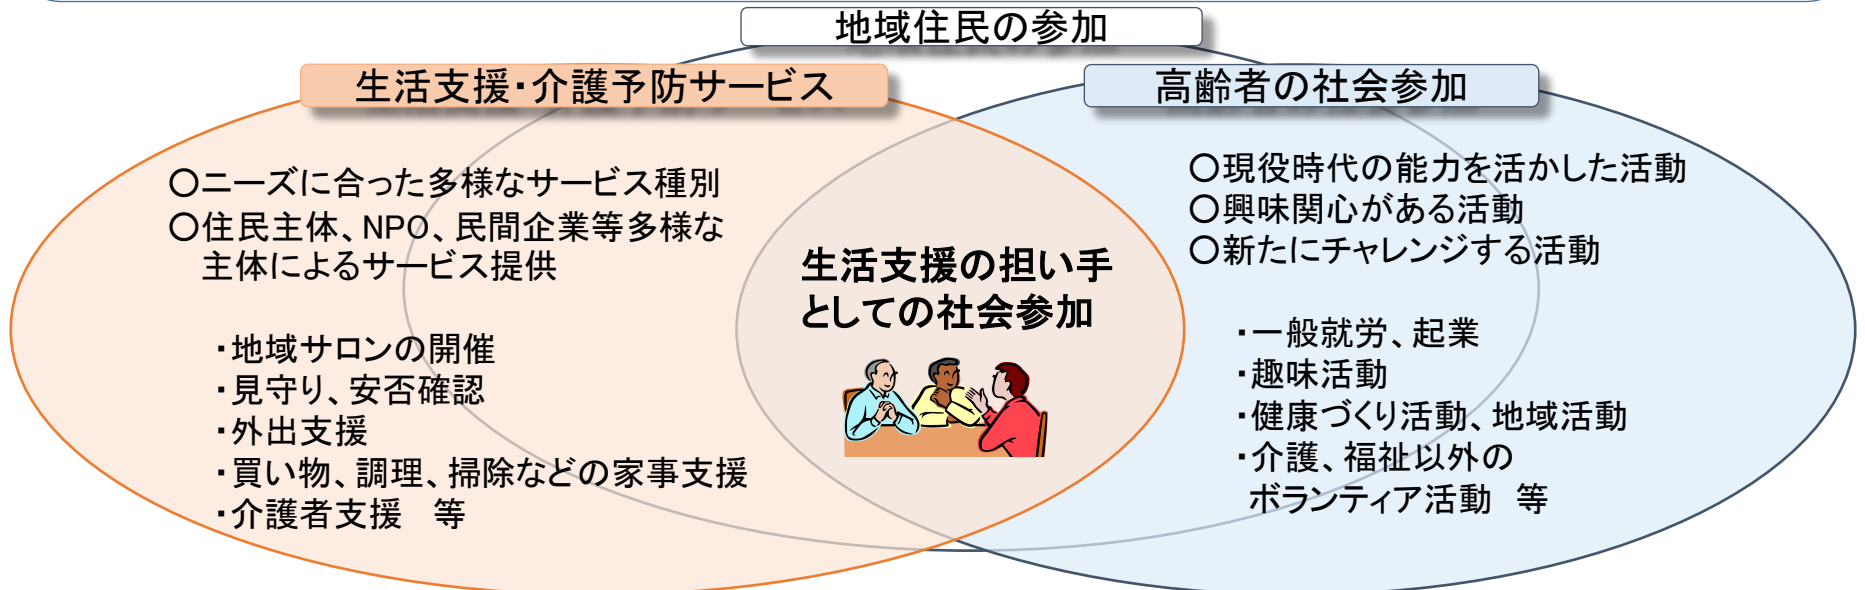 地域住民の参加
生活支援・介護予防サービス
○ニーズに合った多様なサービス種別
○住民主体、NPO、民間企業等多様な
主体によるサービス提供
・地域サロンの開催
・見守り、安否確認
・外出支援
・買い物、調理、掃除などの家事支援
・介護者支援　等
生活支援の担い手
としての社会参加
高齢者の社会参加
○現役時代の能力を活かした活動
○興味関心がある活動
○新たにチャレンジする活動
・一般就労、起業
・趣味活動
・健康づくり活動、地域活動
・介護、福祉以外の
ボランティア活動　等